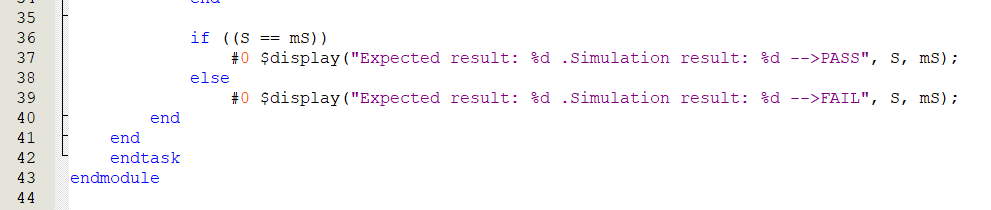 34 end
35
36 if ((S == mS))
37 #0 $display("Expected result: %d .Simulation result: %d -->PASS", S, mS);
38 else
39 #0 $display("Expected result: %d .Simulation result: %d -->FAIL", S, mS);
40 end
41 end
42 endtask
43 endmodule
44